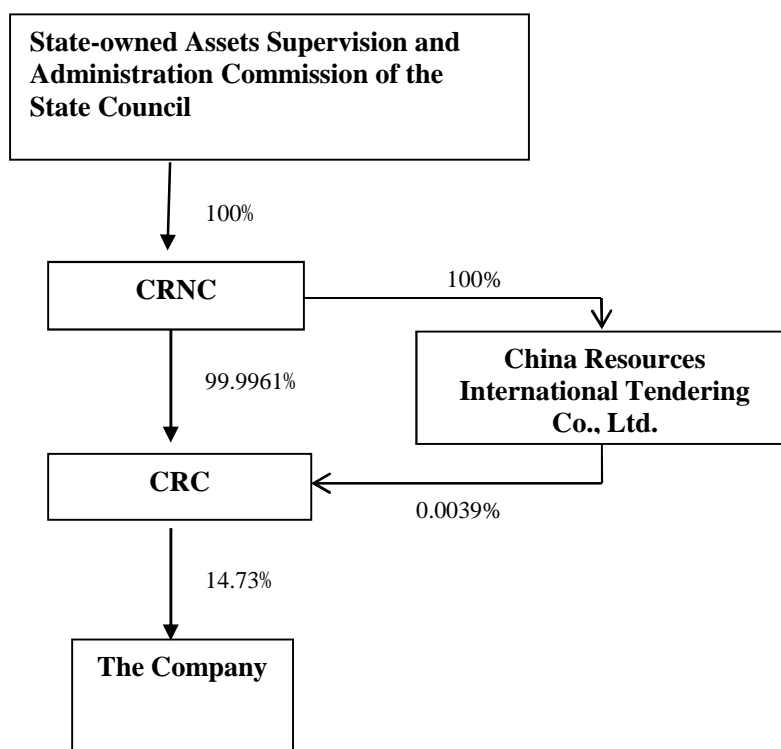 State-owned Assets Supervision and
Administration Commission of the
State Council
100%
CRNC
100%
China Resources
International Tendering
Co., Ltd.
99.9961%
CRC
0.0039%
14.73%
The Company